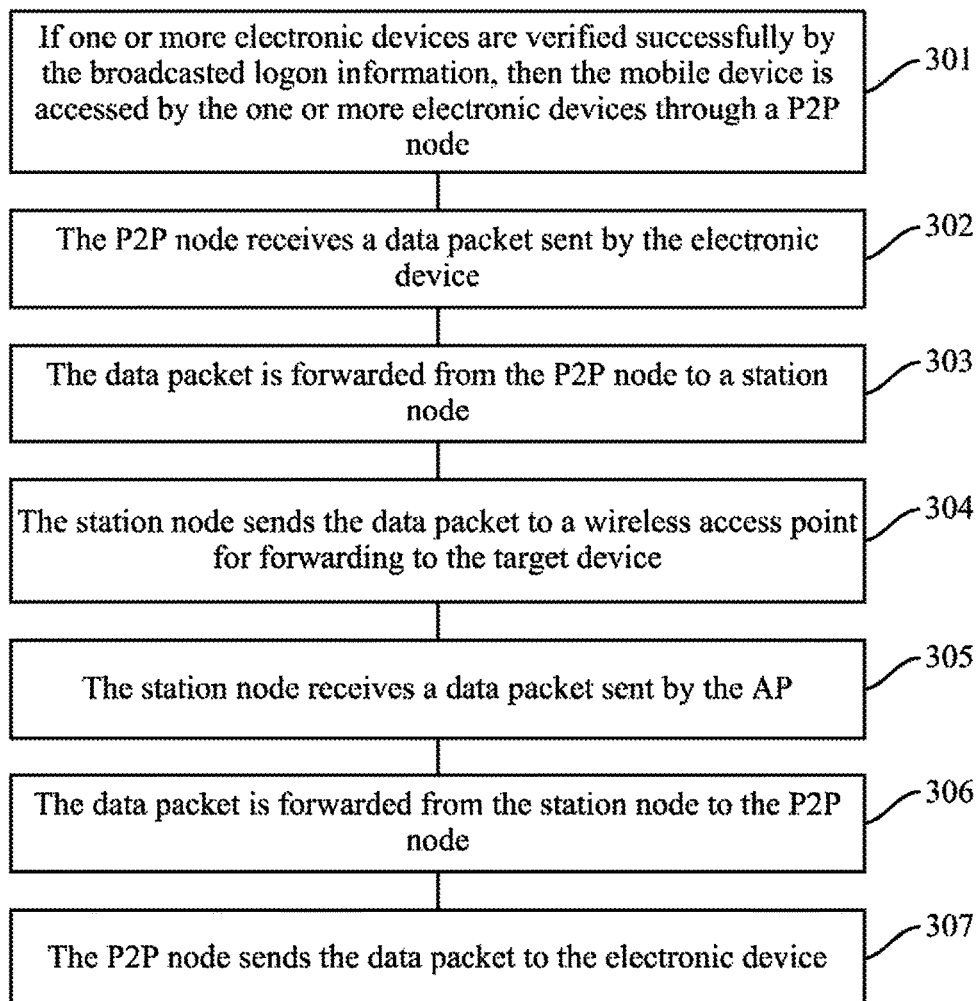 If one or more electronic devices are verified successfully by
the broadcasted logon information, then the mobile device is
accessed by the one or more electronic devices through a P2P
node
301
The P2P node receives a data packet sent by the electronic
device
302
The data packet is forwarded from the P2P node to a station
node
303
The station node sends the data packet to a wireless access point
for forwarding to the target device
304
The station node receives a data packet sent by the AP
305
The data packet is forwarded from the station node to the P2P
node
306
The P2P node sends the data packet to the electronic device
307